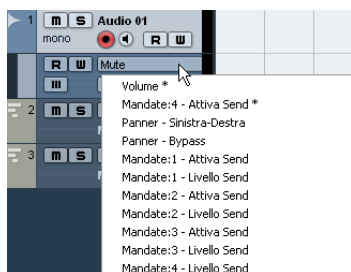 1 m S Audio 01
mono R W
R W Mute
Volume *
Mandate:4 - Attiva Send *
2 m S
Panner - Sinistra-Destra
Panner - Bypass
3 m S
Mandate:1 - Attiva Send
Mandate:1 - Livello Send
Mandate:2 - Attiva Send
Mandate:2 - Livello Send
Mandate:3 - Attiva Send
Mandate:3 - Livello Send
Mandate:4 - Livello Send